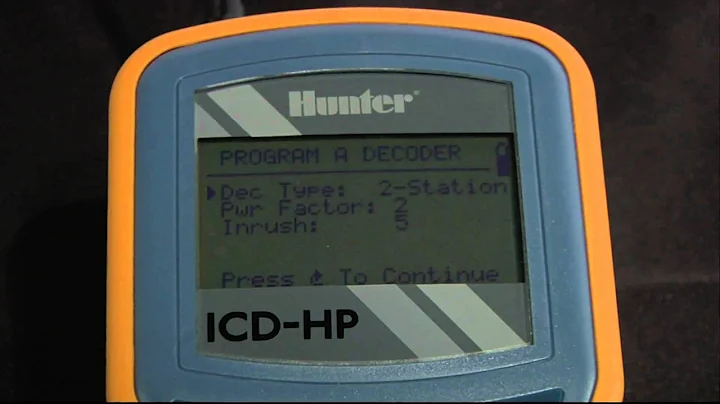 Hunter®
PROGRAM A DECODER
Dec Type: 2-Station
Pwr Factor: 2
Inrush: 5
Press To Continue
ICD-HP